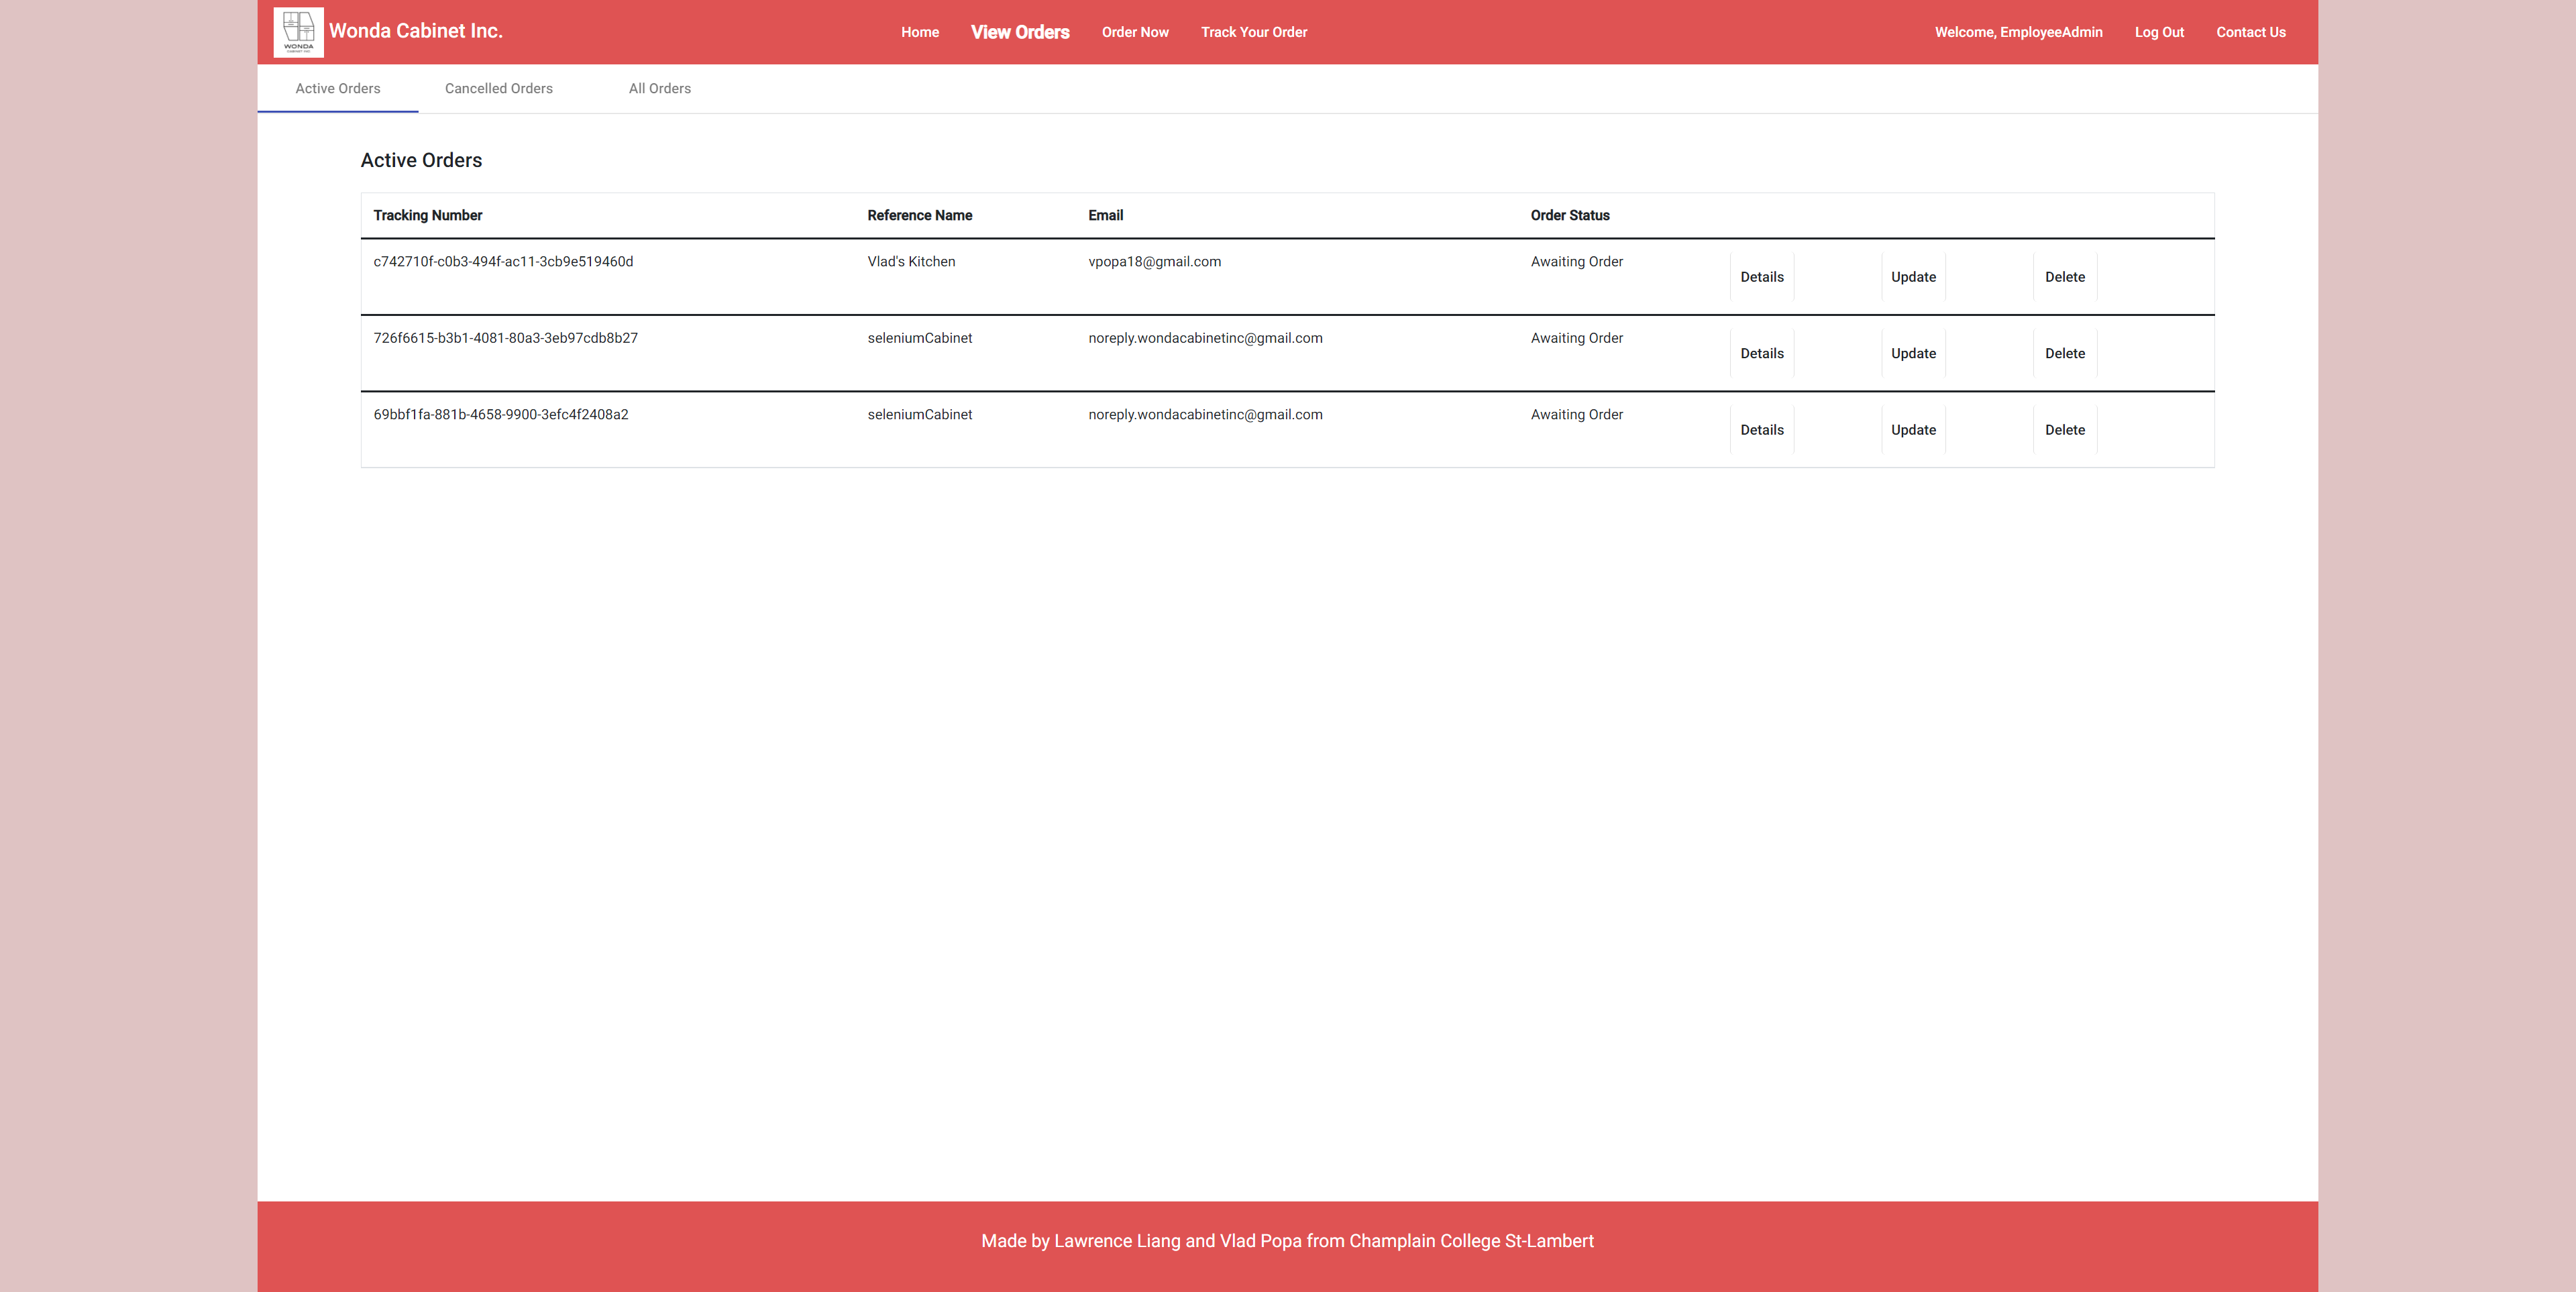 WONDA
CABINET INC.
Wonda Cabinet Inc.
Home View Orders Order Now Track Your Order
Welcome, EmployeeAdmin Log Out Contact Us
Active Orders Cancelled Orders All Orders
Active Orders
Tracking Number Reference Name Email Order Status
c742710f-c0b3-494f-ac11-3cb9e519460d Vlad's Kitchen vpopa18@gmail.com Awaiting Order Details Update Delete
726f6615-b3b1-4081-80a3-3eb97cdb8b27 seleniumCabinet noreply.wondacabinetinc@gmail.com Awaiting Order Details Update Delete
69bbf1fa-881b-4658-9900-3efc4f2408a2 seleniumCabinet noreply.wondacabinetinc@gmail.com Awaiting Order Details Update Delete
Made by Lawrence Liang and Vlad Popa from Champlain College St-Lambert